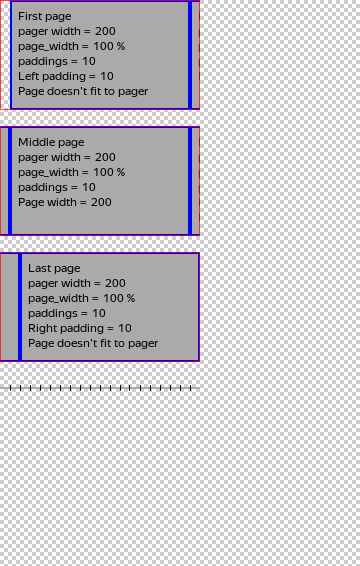 First page
pager width = 200
page_width = 100 %
paddings = 10
Left padding = 10
Page doesn't fit to pager
Middle page
pager width = 200
page_width = 100 %
paddings = 10
Page width = 200
Last page
pager width = 200
page_width = 100 %
paddings = 10
Right padding = 10
Page doesn't fit to pager